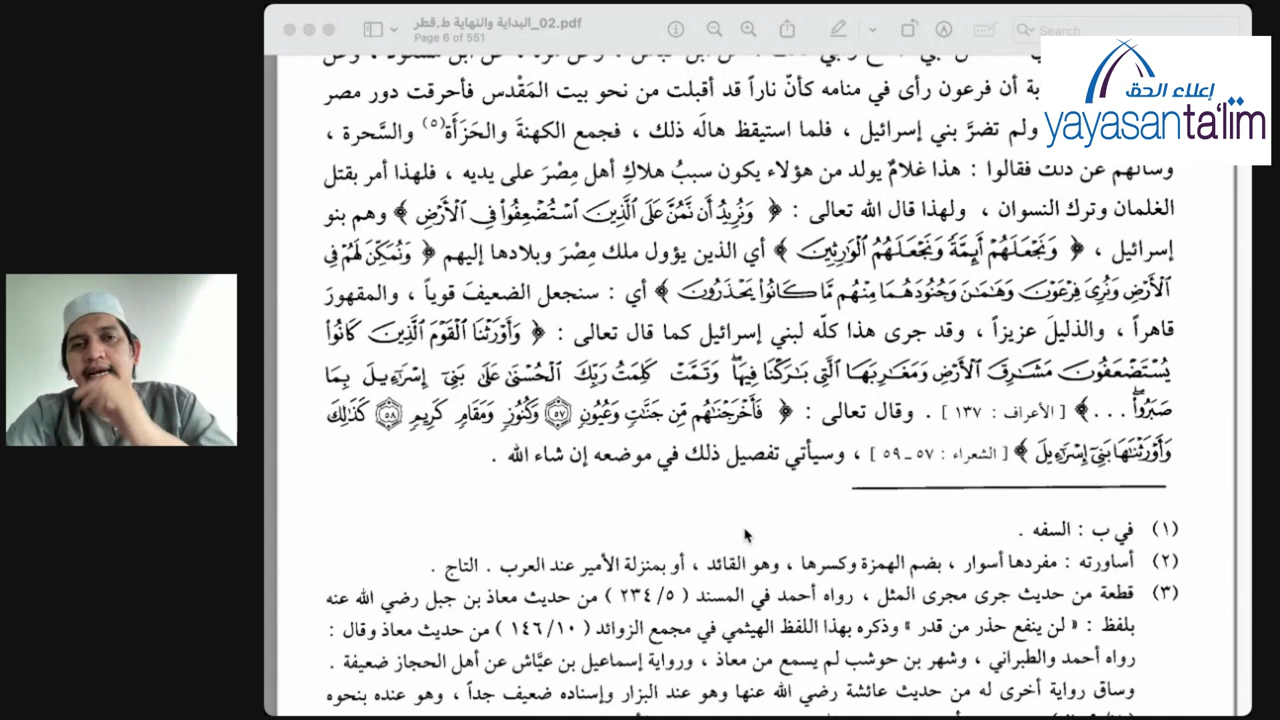 البداية والنهاية ط.قطر_02.pdf
Page 6 of 551
Search
إعلاء الحق
yayasanta'lim
بة أن فرعون رأى في منامه كأنّ ناراً قد أقبلت من نحو بيت المَقْدس فأحرقت دور مصر
ولم تضرَّ بني إسرائيل ، فلما استيقظ هالَه ذلك ، فجمع الكهنةَ والحَزَأَة(٥) والسَّحرة ،
وسألهم عن ذلك فقالوا : هذا غلامٌ يولد من هؤلاء يكون سببُ هلاكِ أهل مِصْرَ على يديه ، فلهذا أمر بقتل
الغلمان وترك النسوان ، ولهذا قال الله تعالى : ﴿ وَنُرِيدُ أَن نَّمُنَّ عَلَى ٱلَّذِينَ ٱسْتُضْعِفُوا۟ فِى ٱلْأَرْضِ ﴾ وهم بنو
إسرائيل ، ﴿ وَنَجْعَلَهُمْ أَئِمَّةً وَنَجْعَلَهُمُ ٱلْوَٰرِثِينَ ﴾ أي الذين يؤول ملك مِصْرَ وبلادها إليهم ﴿ وَنُمَكِّنَ لَهُمْ فِى
ٱلْأَرْضِ وَنُرِىَ فِرْعَوْنَ وَهَٰمَٰنَ وَجُنُودَهُمَا مِنْهُم مَّا كَانُوا۟ يَحْذَرُونَ ﴾ أي : سنجعل الضعيفَ قوياً ، والمقهورَ
قاهراً ، والذليلَ عزيزاً ، وقد جرى هذا كلّه لبني إسرائيل كما قال تعالى : ﴿ وَأَوْرَثْنَا ٱلْقَوْمَ ٱلَّذِينَ كَانُوا۟
يُسْتَضْعَفُونَ مَشَٰرِقَ ٱلْأَرْضِ وَمَغَٰرِبَهَا ٱلَّتِى بَٰرَكْنَا فِيهَا ۖ وَتَمَّتْ كَلِمَتُ رَبِّكَ ٱلْحُسْنَىٰ عَلَىٰ بَنِىٓ إِسْرَٰٓءِيلَ بِمَا
صَبَرُوا۟ ۖ . . . ﴾ [ الأعراف : ١٣٧ ] . وقال تعالى : ﴿ فَأَخْرَجْنَٰهُم مِّن جَنَّٰتٍ وَعُيُونٍ ٥٧ وَكُنُوزٍ وَمَقَامٍ كَرِيمٍ ٥٨ كَذَٰلِكَ
وَأَوْرَثْنَٰهَا بَنِىٓ إِسْرَٰٓءِيلَ ﴾ [ الشعراء : ٥٧ـ٥٩ ] ، وسيأتي تفصيل ذلك في موضعه إن شاء الله .
(١) في ب : السفه .
(٢) أساورته : مفردها أسوار ، بضم الهمزة وكسرها ، وهو القائد ، أو بمنزلة الأمير عند العرب . التاج .
(٣) قطعة من حديث جرى مجرى المثل ، رواه أحمد في المسند ( ٢٣٤/٥ ) من حديث معاذ بن جبل رضي الله عنه
بلفظ : « لن ينفع حذر من قدر » وذكره بهذا اللفظ الهيثمي في مجمع الزوائد ( ١٤٦/١٠ ) من حديث معاذ وقال :
رواه أحمد والطبراني ، وشهر بن حوشب لم يسمع من معاذ ، ورواية إسماعيل بن عيَّاش عن أهل الحجاز ضعيفة .
وساق رواية أخرى له من حديث عائشة رضي الله عنها وهو عند البزار وإسناده ضعيف جداً ، وهو عنده بنحوه